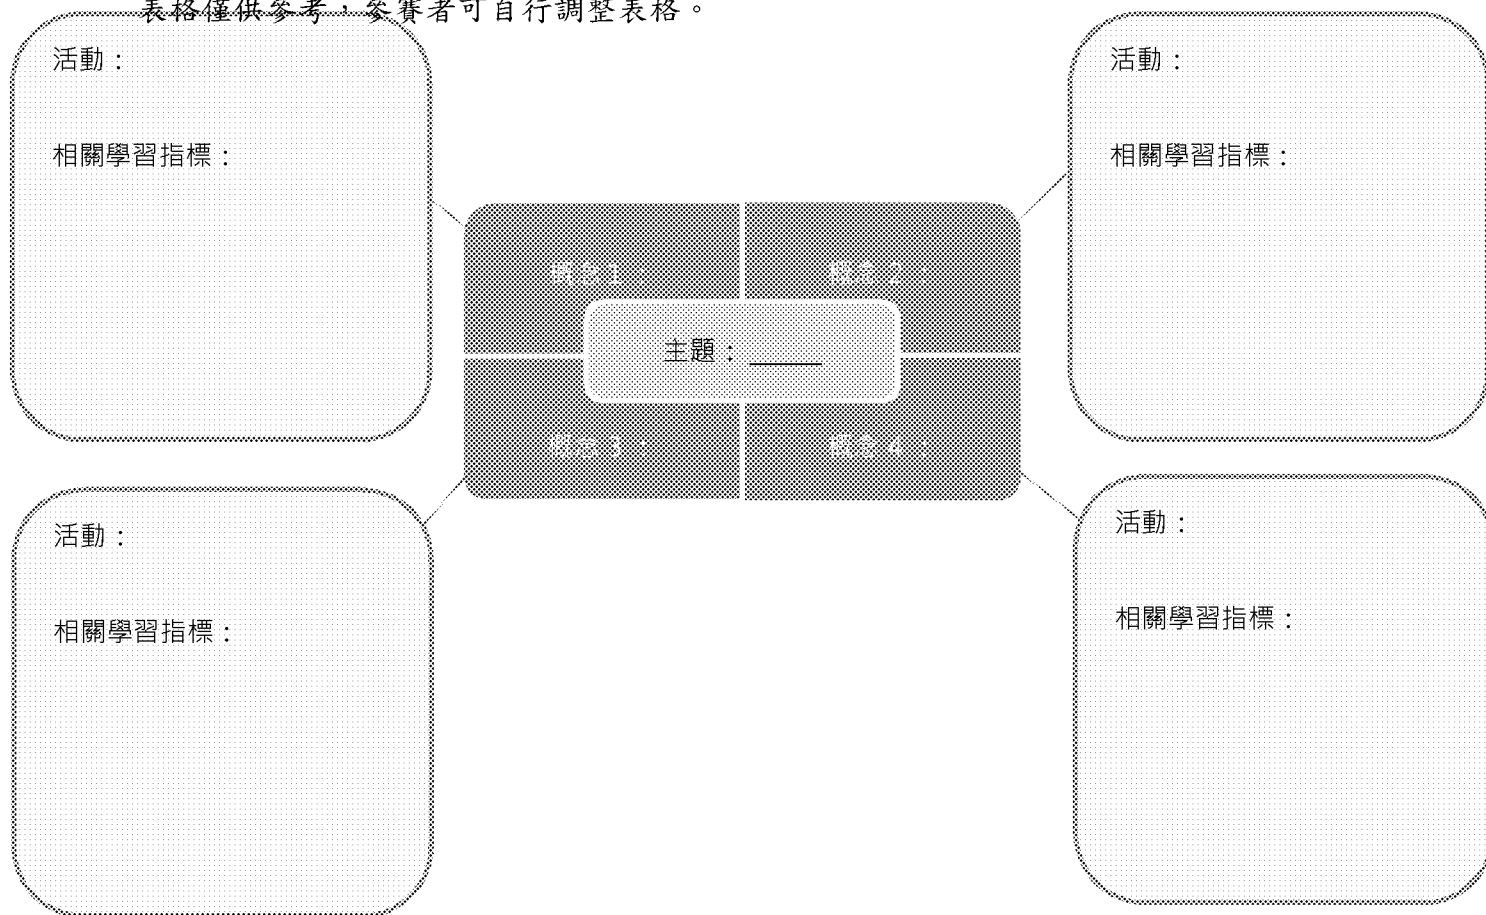 表格僅供參考，參賽者可自行調整表格。
活動：
相關學習指標：
活動：
相關學習指標：
概念 1：
概念 2：
主題：_____
概念 3：
概念 4：
活動：
相關學習指標：
活動：
相關學習指標：